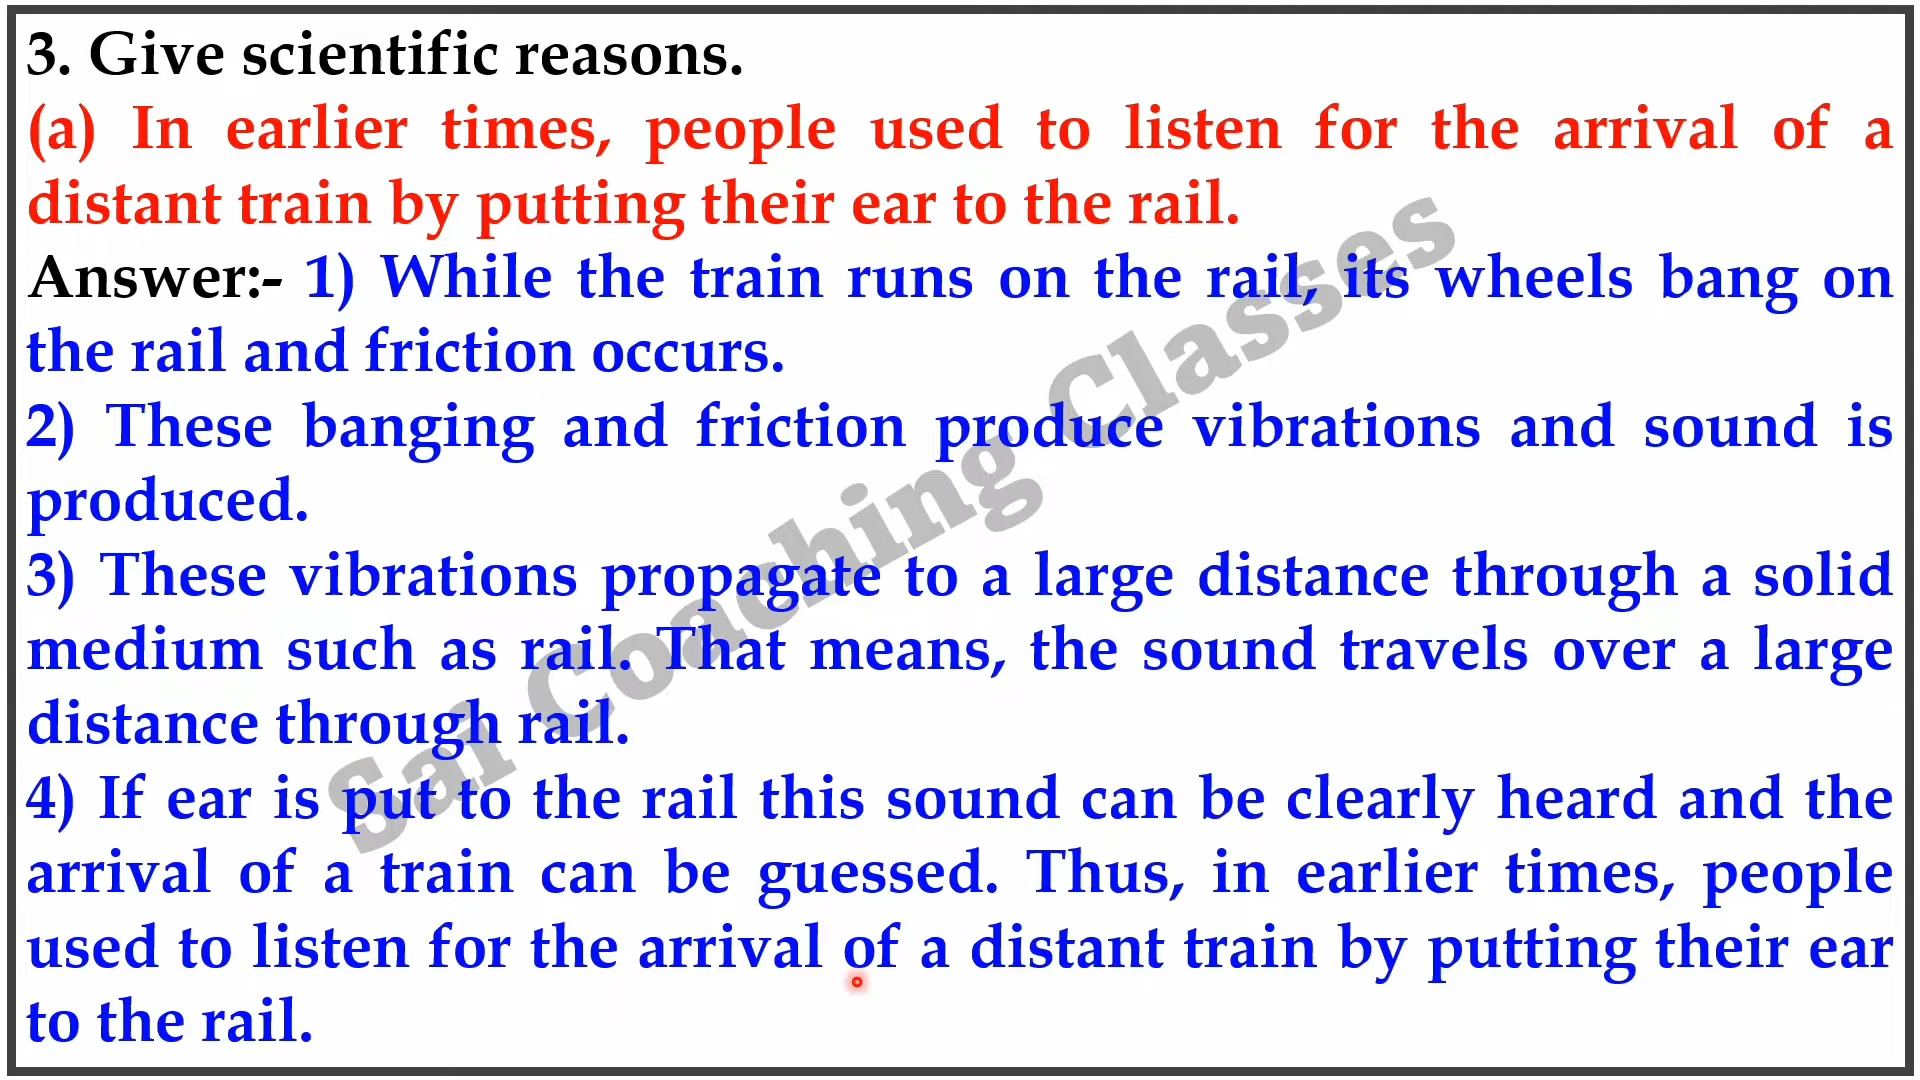 3. Give scientific reasons.
(a) In earlier times, people used to listen for the arrival of a
distant train by putting their ear to the rail.
Answer:- 1) While the train runs on the rail, its wheels bang on
the rail and friction occurs.
2) These banging and friction produce vibrations and sound is
produced.
3) These vibrations propagate to a large distance through a solid
medium such as rail. That means, the sound travels over a large
distance through rail.
4) If ear is put to the rail this sound can be clearly heard and the
arrival of a train can be guessed. Thus, in earlier times, people
used to listen for the arrival of a distant train by putting their ear
to the rail.
Sai Coaching Classes